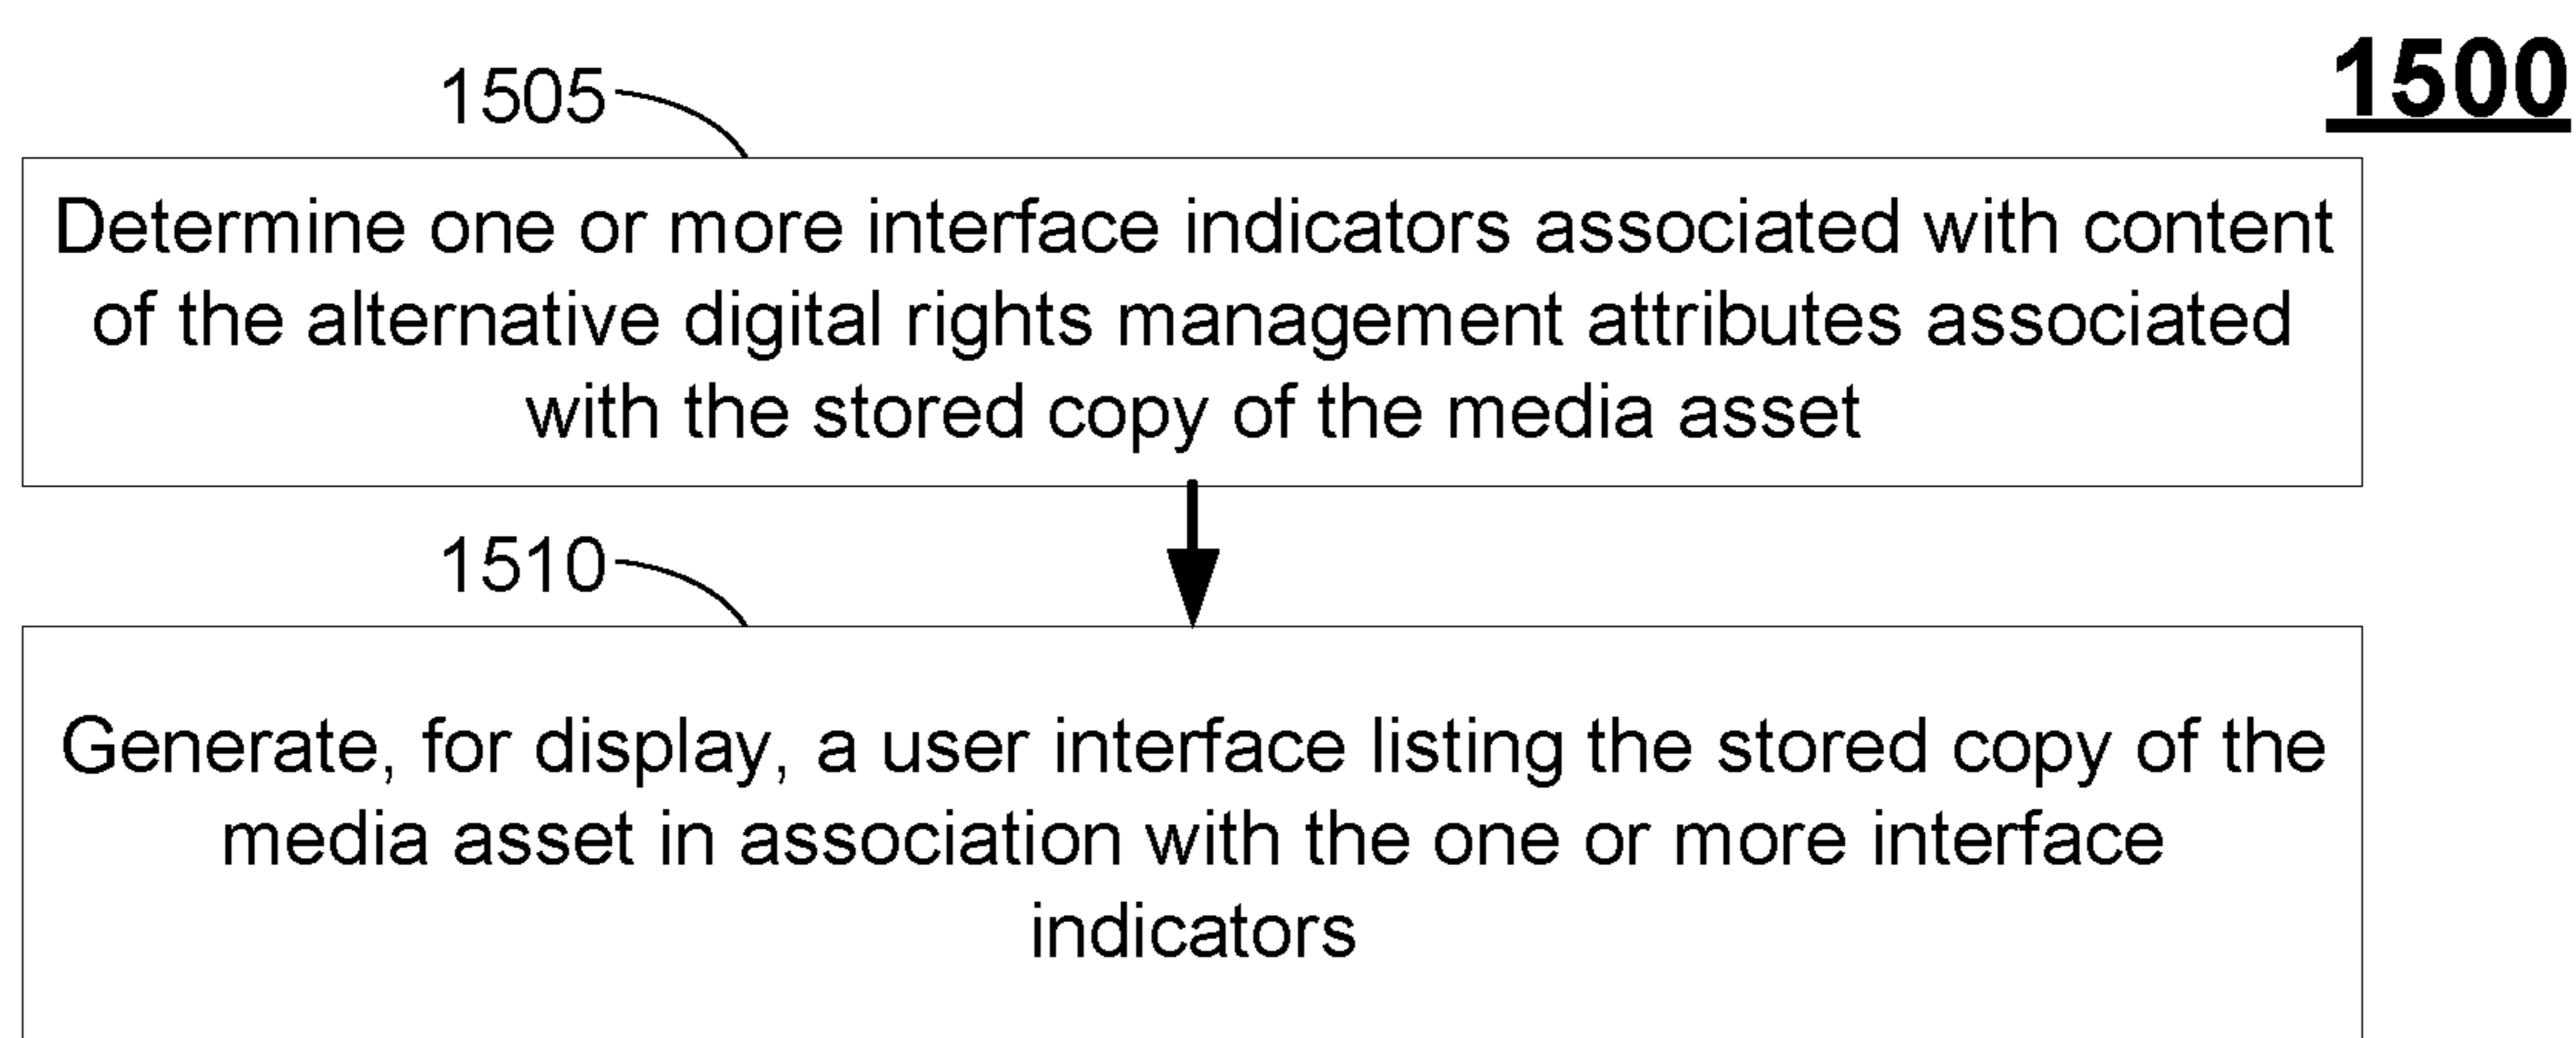 1500
1505
Determine one or more interface indicators associated with content
of the alternative digital rights management attributes associated
with the stored copy of the media asset
1510
Generate, for display, a user interface listing the stored copy of the
media asset in association with the one or more interface
indicators